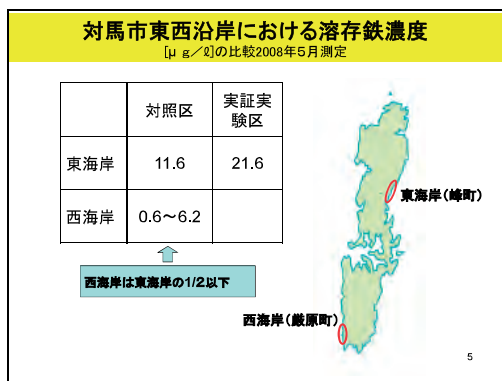 対馬市東西沿岸における溶存鉄濃度
[μg/ℓ]の比較2008年5月測定
対照区
実証実
験区
東海岸
11.6
21.6
西海岸
0.6～6.2
西海岸は東海岸の1/2以下
東海岸(峰町)
西海岸(厳原町)
5